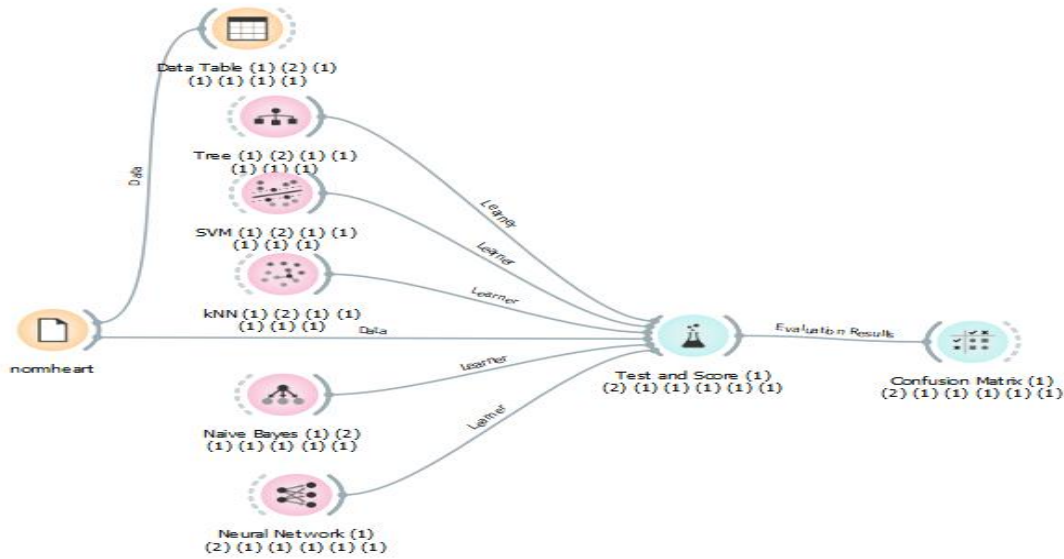 Data Table (1) (2) (1)
(1) (1) (1) (1)
Data
Tree (1) (2) (1) (1)
(1) (1) (1)
Learner
SVM (1) (2) (1) (1)
(1) (1) (1)
Learner
kNN (1) (2) (1) (1)
(1) (1) (1)
Learner
Data
normheart
Evaluation Results
Test and Score (1)
(2) (1) (1) (1) (1) (1)
Confusion Matrix (1)
(2) (1) (1) (1) (1) (1)
Learner
Naive Bayes (1) (2)
(1) (1) (1) (1) (1)
Learner
Neural Network (1)
(2) (1) (1) (1) (1) (1)